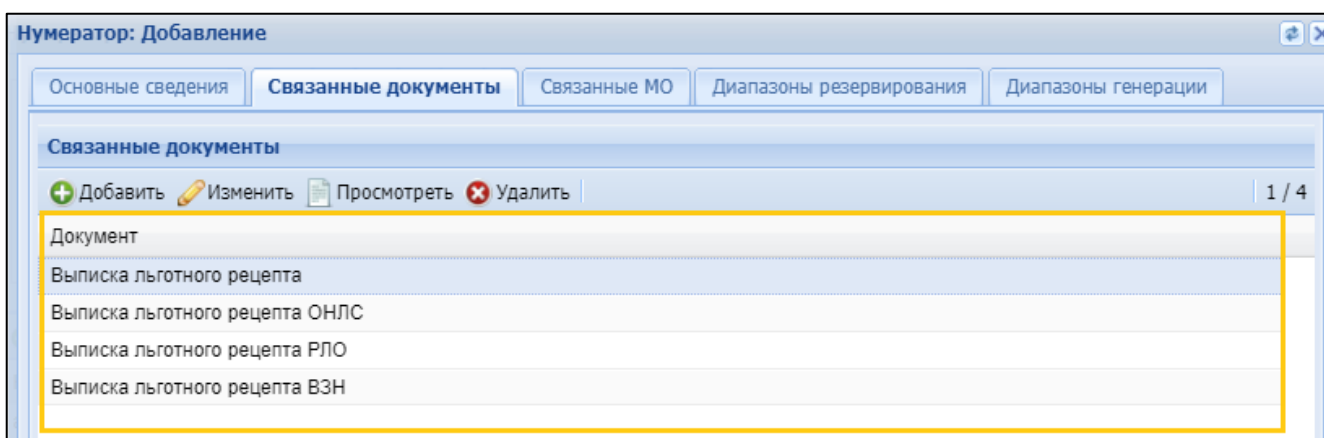 Нумератор: Добавление
Основные сведения Связанные документы Связанные МО Диапазоны резервирования Диапазоны генерации
Связанные документы
Добавить Изменить Просмотреть Удалить 1 / 4
Документ
Выписка льготного рецепта
Выписка льготного рецепта ОНЛС
Выписка льготного рецепта РЛО
Выписка льготного рецепта ВЗН